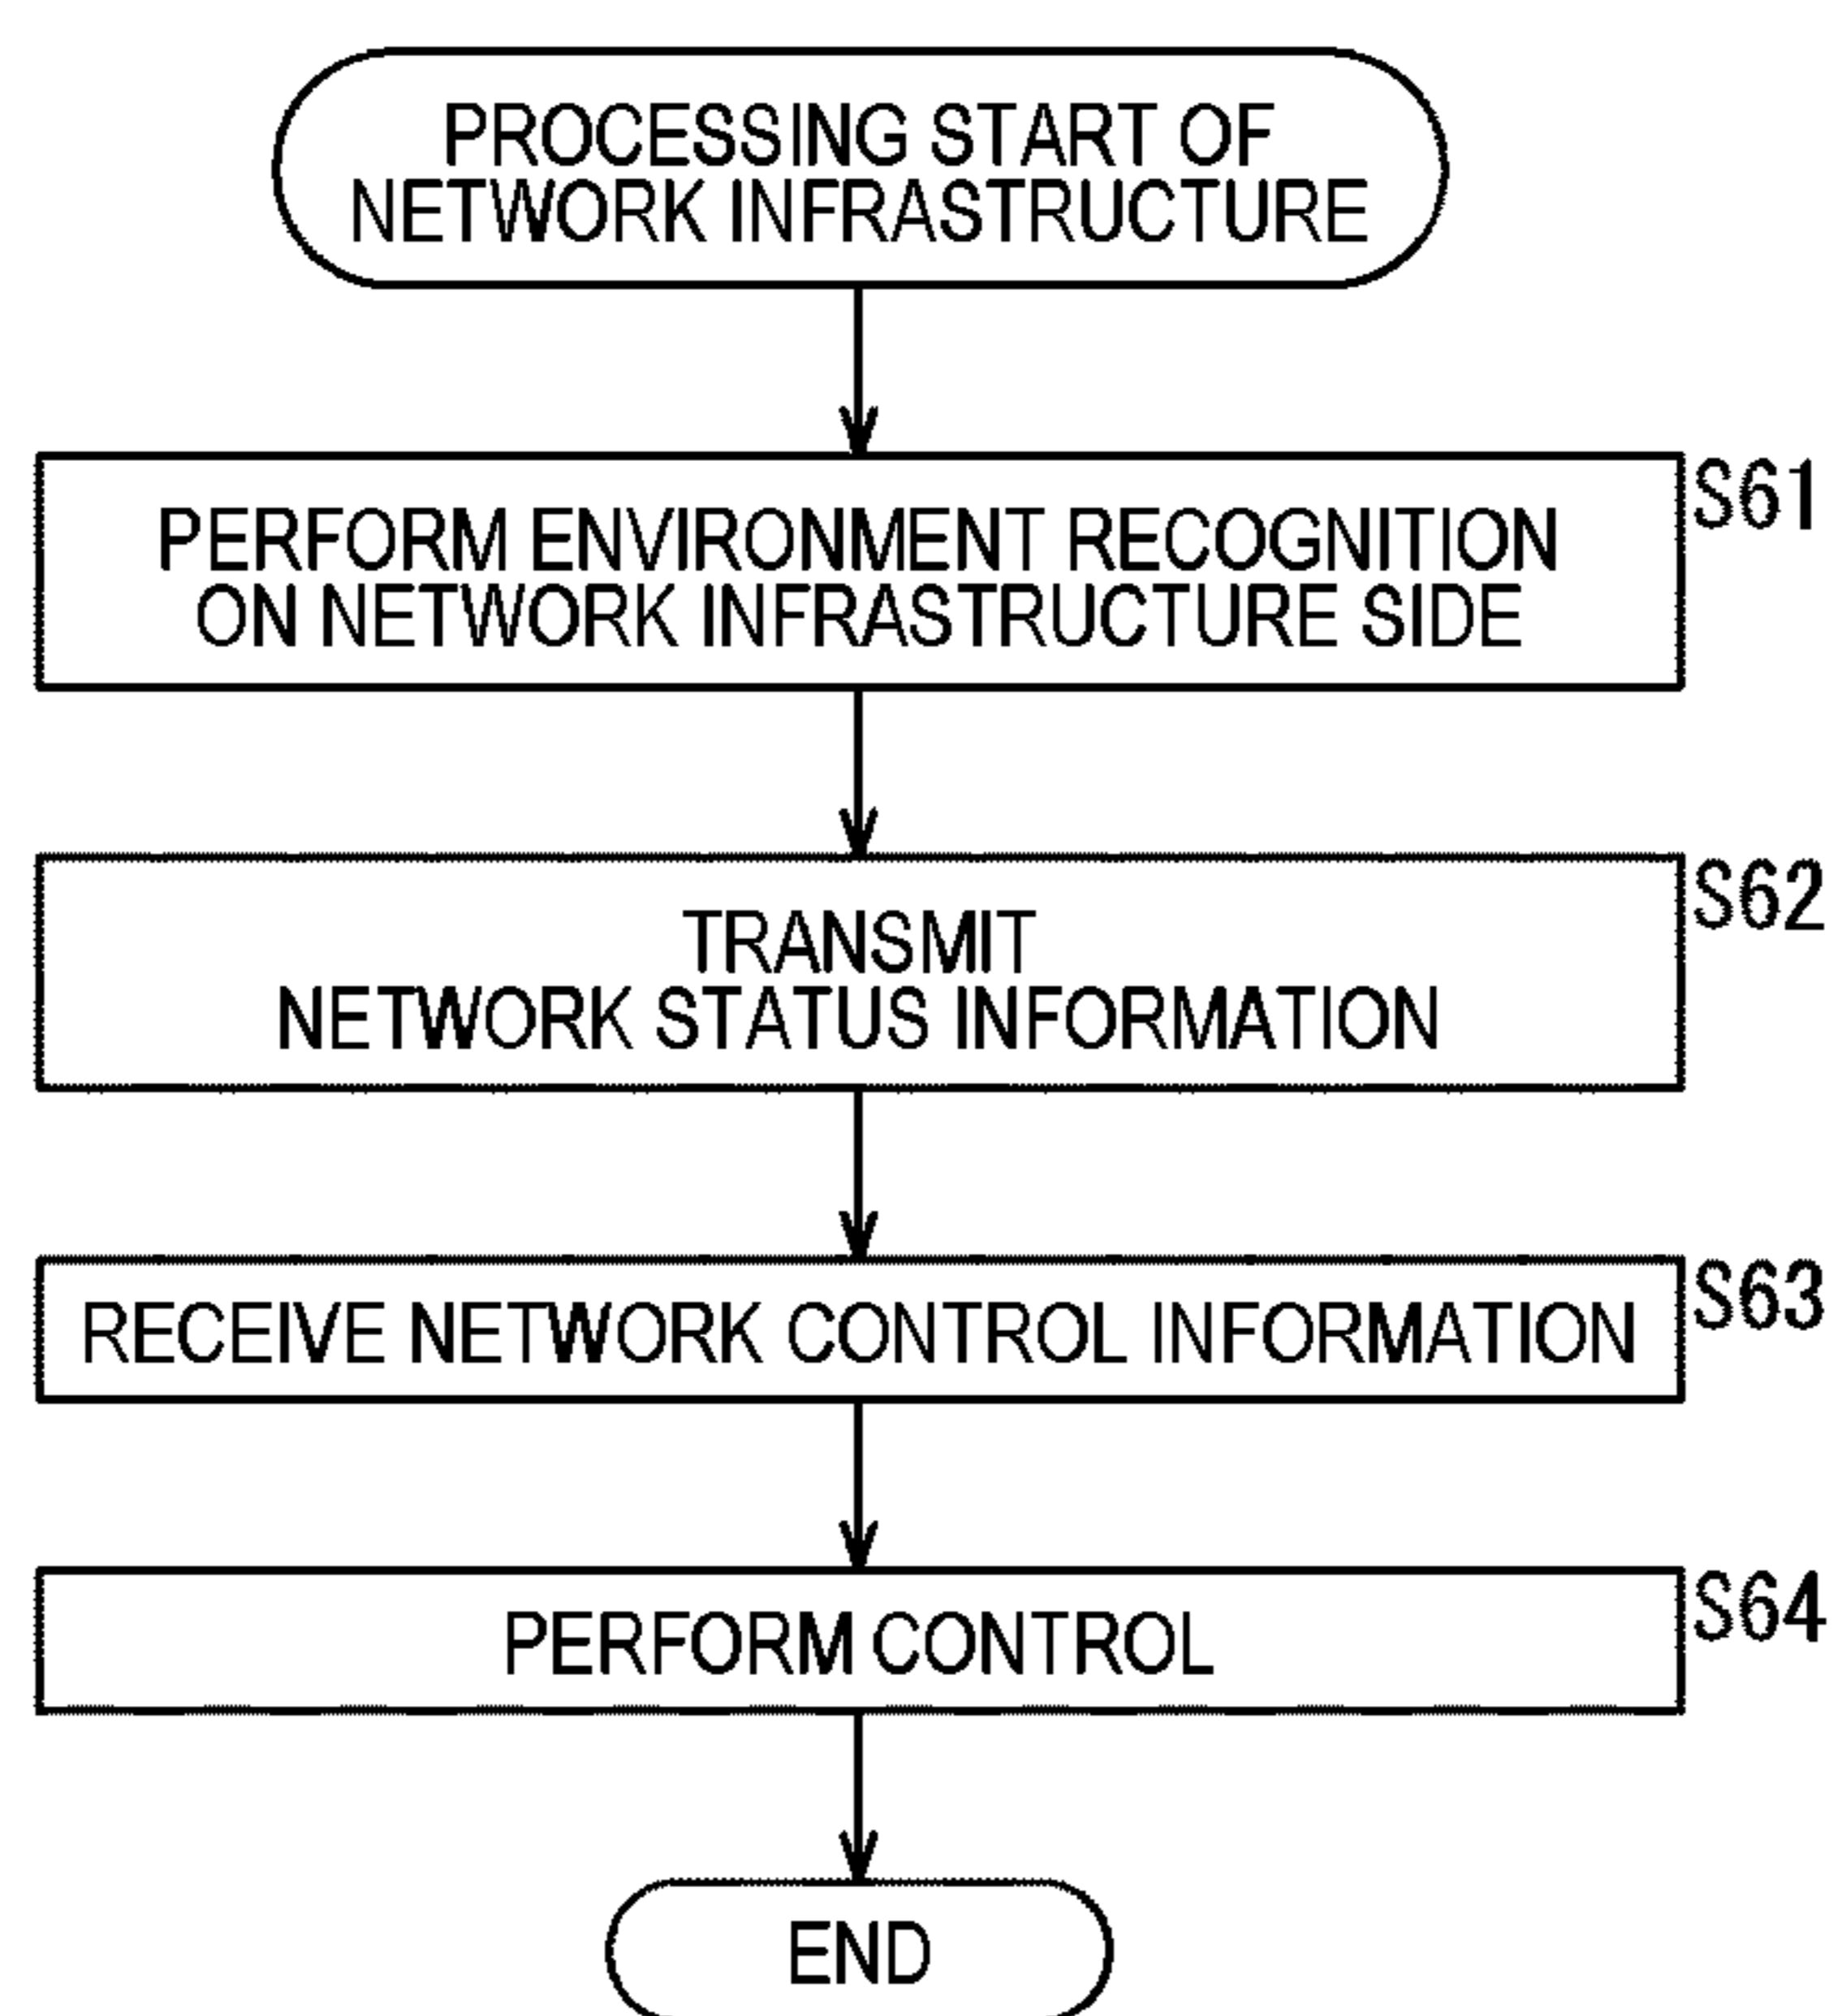 PROCESSING START OF
NETWORK INFRASTRUCTURE
PERFORM ENVIRONMENT RECOGNITION
ON NETWORK INFRASTRUCTURE SIDE
S61
TRANSMIT
NETWORK STATUS INFORMATION
S62
RECEIVE NETWORK CONTROL INFORMATION
S63
PERFORM CONTROL
S64
END